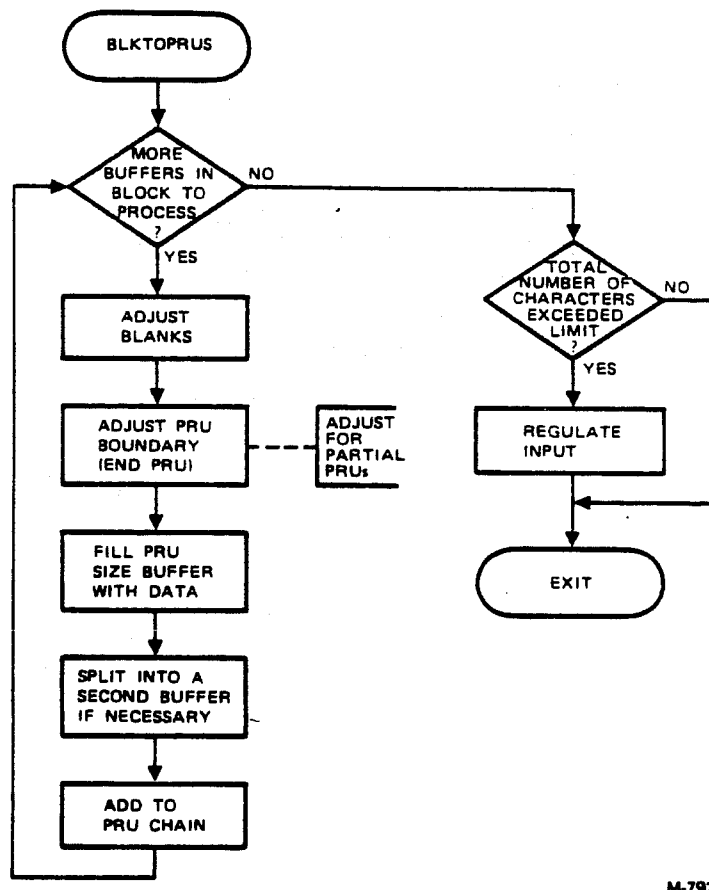 BLKTOPRUS
MORE
BUFFERS IN
BLOCK TO
PROCESS
?
NO
YES
ADJUST
BLANKS
ADJUST PRU
BOUNDARY
(END PRU)
ADJUST
FOR
PARTIAL
PRUs
FILL PRU
SIZE BUFFER
WITH DATA
SPLIT INTO A
SECOND BUFFER
IF NECESSARY
ADD TO
PRU CHAIN
TOTAL
NUMBER OF
CHARACTERS
EXCEEDED
LIMIT
?
NO
YES
REGULATE
INPUT
EXIT